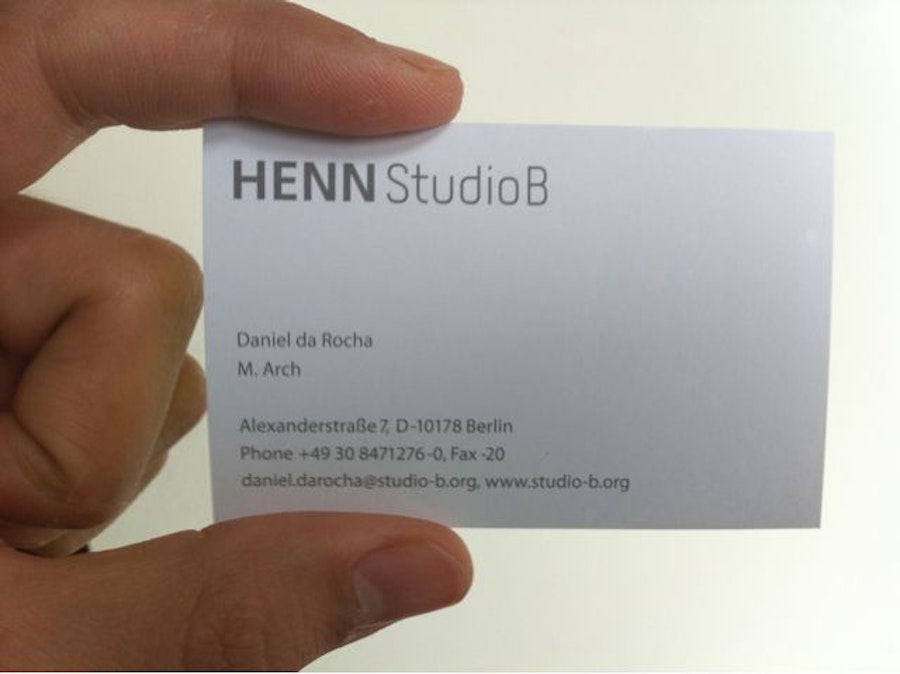 HENN StudioB
Daniel da Rocha
M. Arch
Alexanderstraße 7, D-10178 Berlin
Phone +49 30 8471276-0, Fax -20
daniel.darocha@studio-b.org, www.studio-b.org